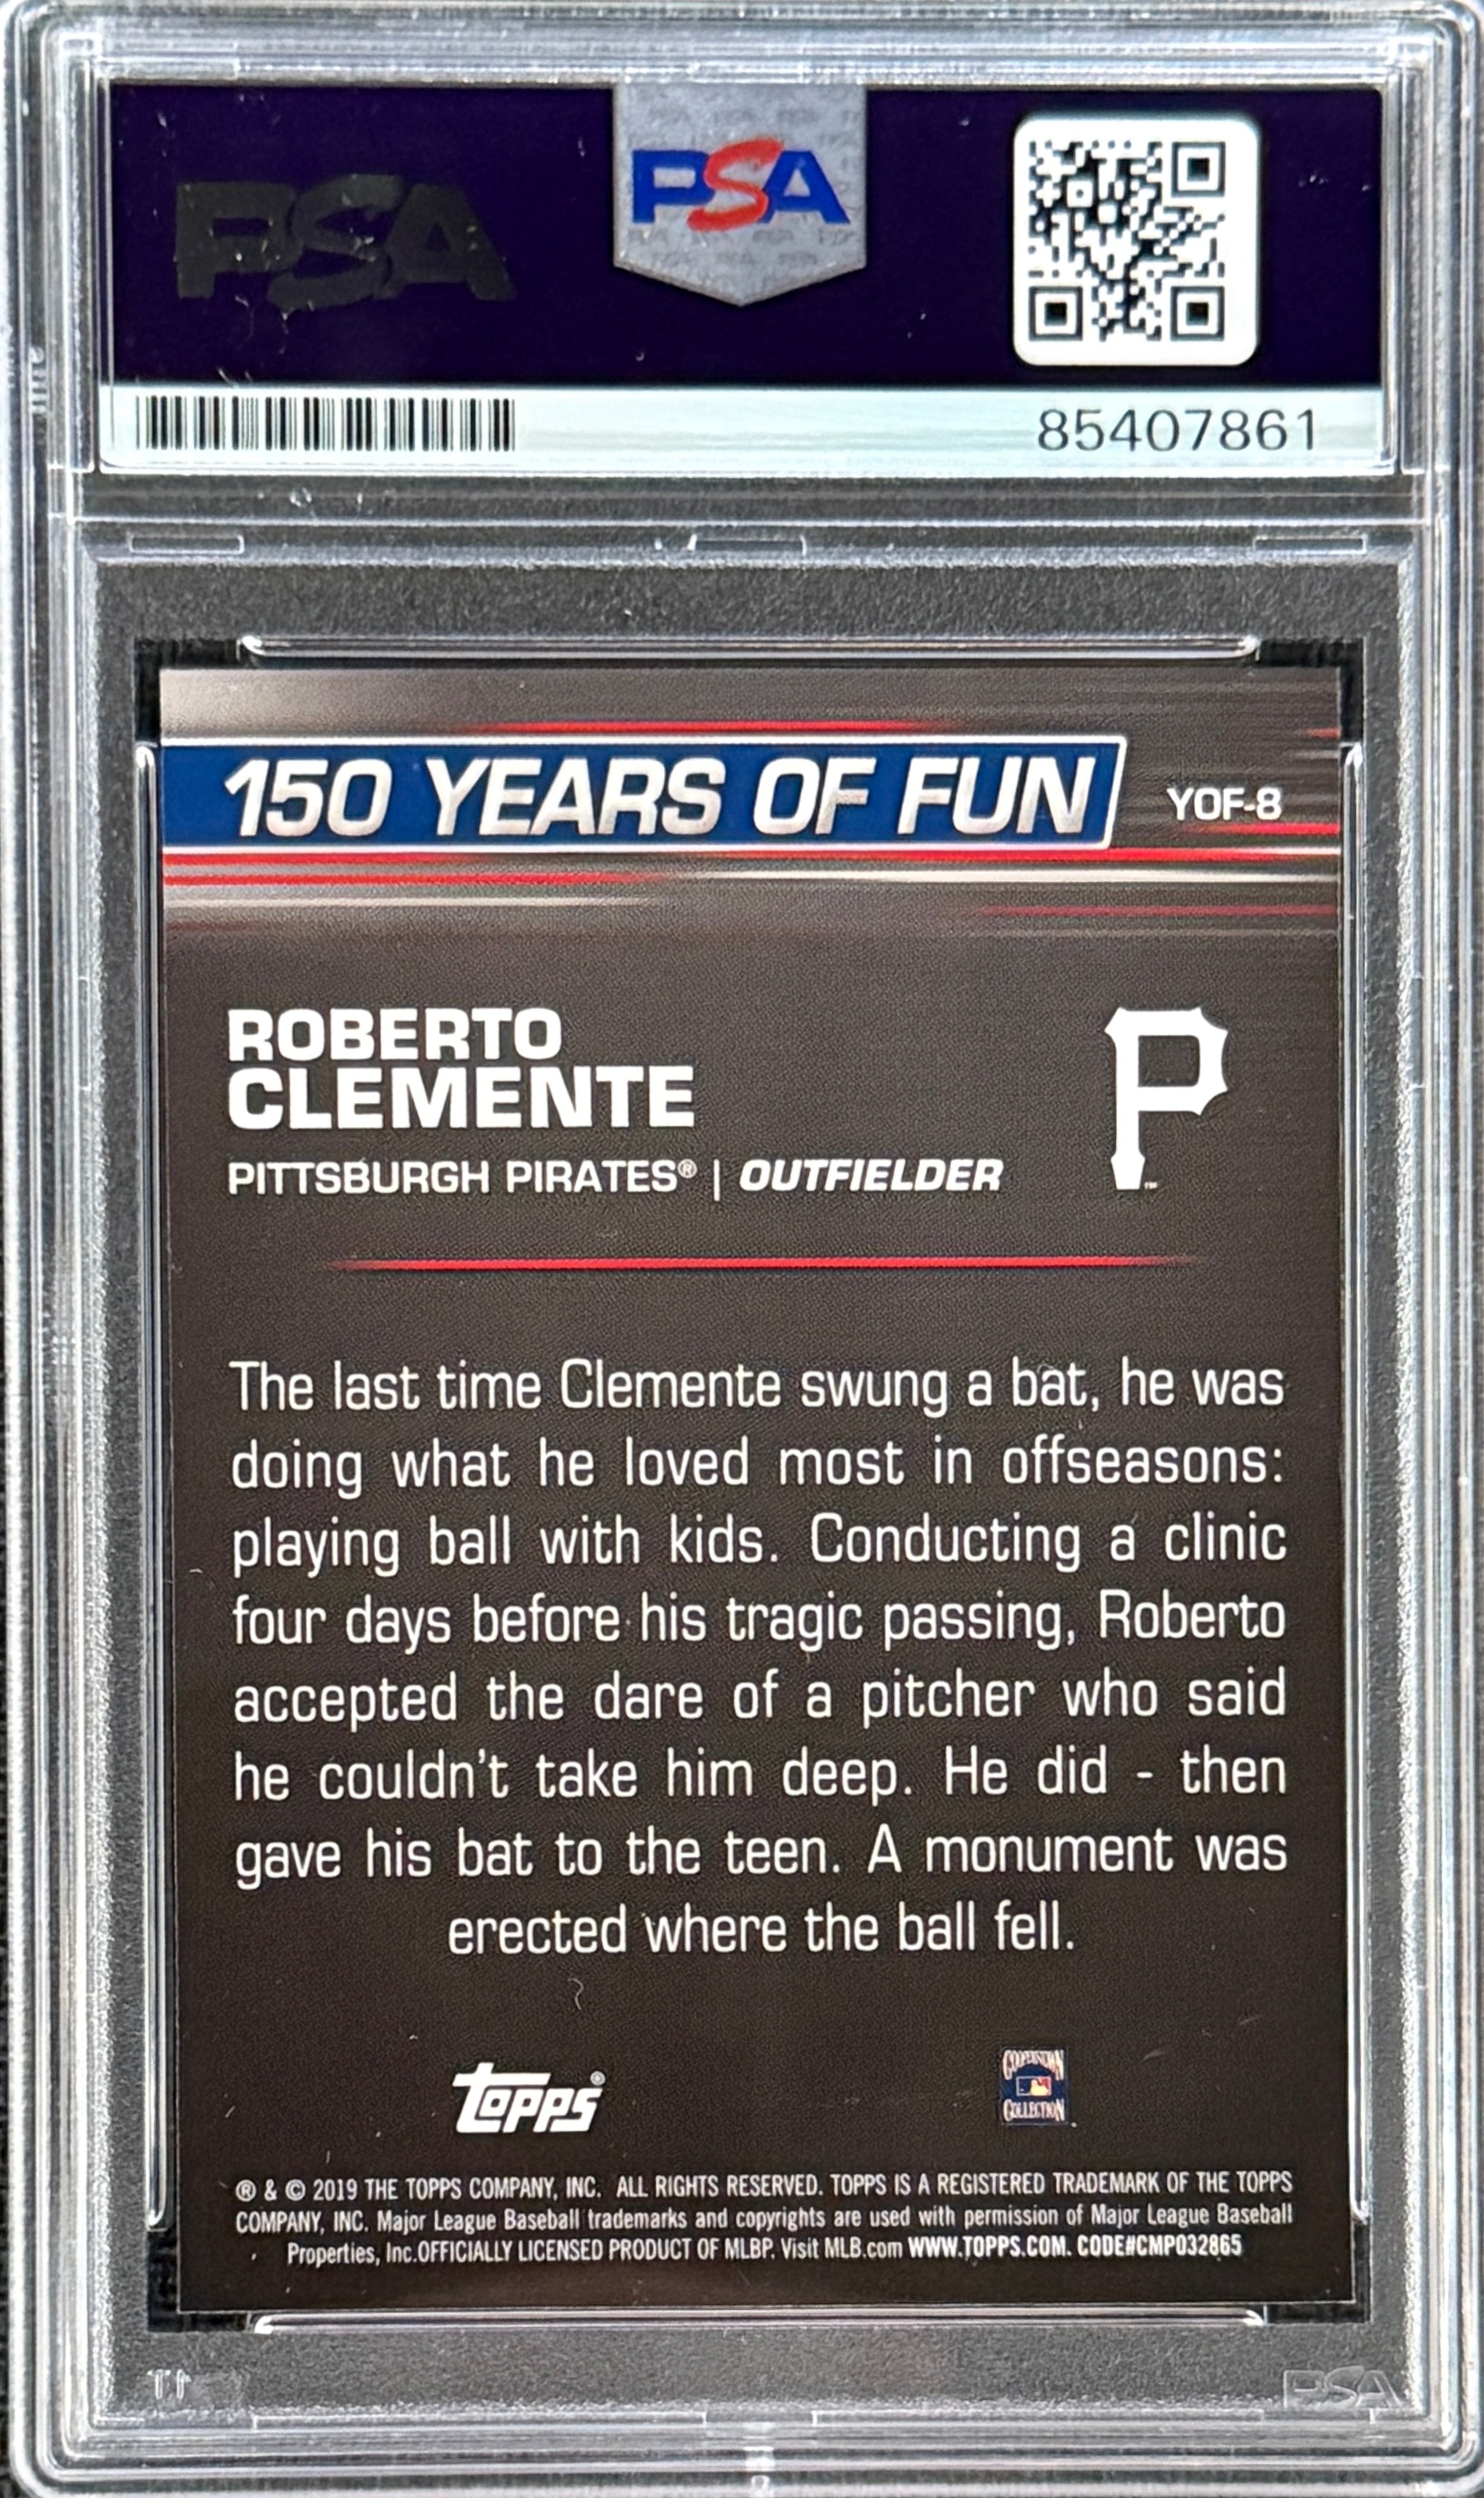 PSA
PSA
85407861
150 YEARS OF FUN
YOF-8
ROBERTO
CLEMENTE
P
PITTSBURGH PIRATES® | OUTFIELDER
The last time Clemente swung a bat, he was
doing what he loved most in offseasons:
playing ball with kids. Conducting a clinic
four days before his tragic passing, Roberto
accepted the dare of a pitcher who said
he couldn't take him deep. He did - then
gave his bat to the teen. A monument was
erected where the ball fell.
Topps®
COOPERSTOWN
COLLECTION
® & © 2019 THE TOPPS COMPANY, INC. ALL RIGHTS RESERVED. TOPPS IS A REGISTERED TRADEMARK OF THE TOPPS
COMPANY, INC. Major League Baseball trademarks and copyrights are used with permission of Major League Baseball
Properties, Inc.OFFICIALLY LICENSED PRODUCT OF MLBP. Visit MLB.com WWW.TOPPS.COM. CODE#CMP032865
PSA